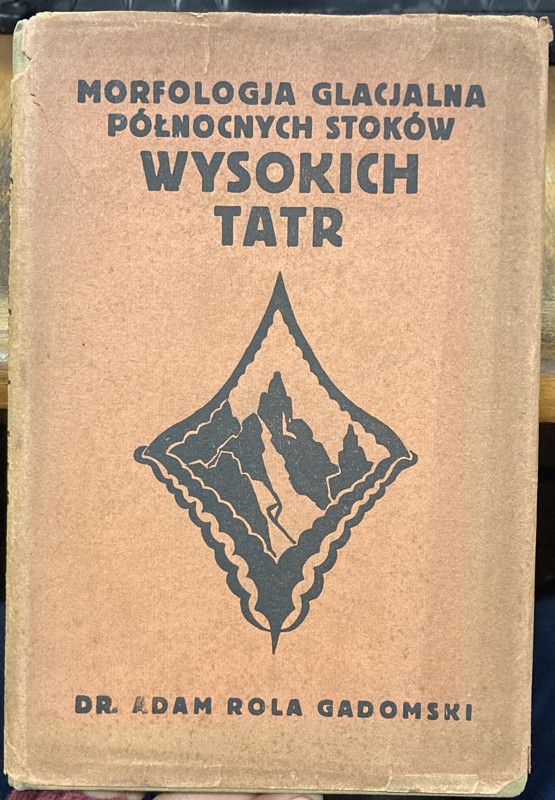 MORFOLOGJA GLACJALNA
PÓŁNOCNYCH STOKÓW
WYSOKICH
TATR
DR. ADAM ROLA GADOMSKI